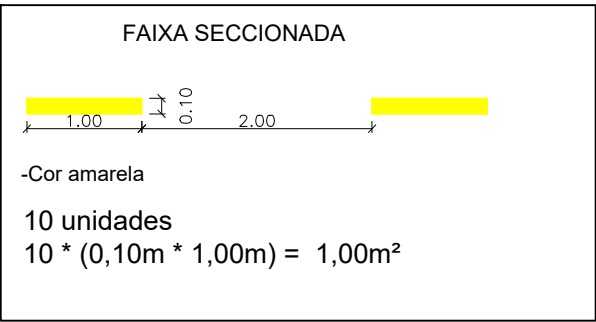 FAIXA SECCIONADA
0.10
1.00
2.00
-Cor amarela
10 unidades
10 * (0,10m * 1,00m) = 1,00m²